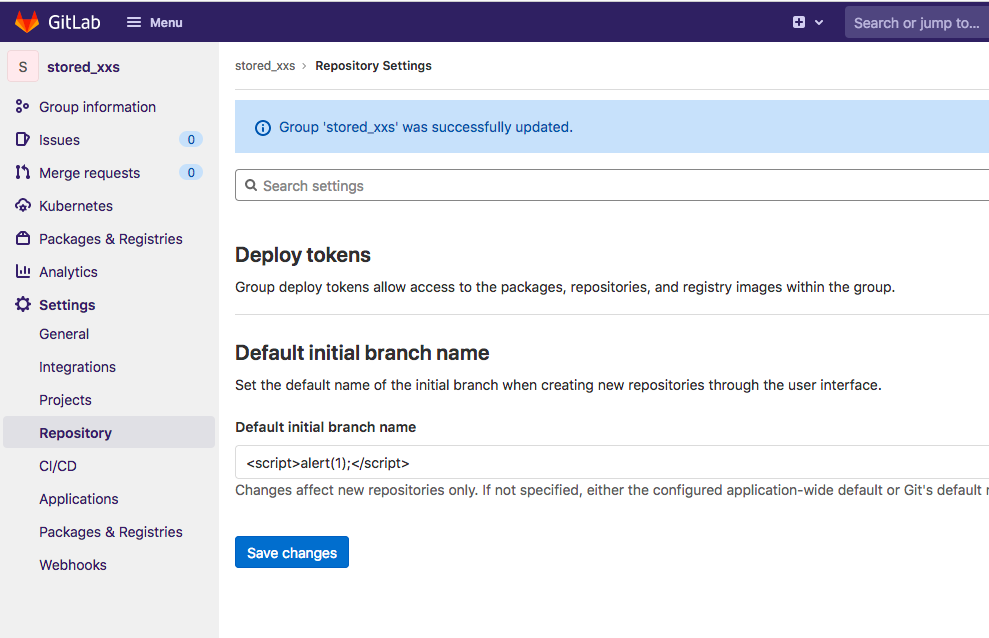 GitLab
Menu
Search or jump to...
S
stored_xxs
Group information
Issues
0
Merge requests
0
Kubernetes
Packages & Registries
Analytics
Settings
General
Integrations
Projects
Repository
CI/CD
Applications
Packages & Registries
Webhooks
stored_xxs › Repository Settings
Group 'stored_xxs' was successfully updated.
Search settings
Deploy tokens
Group deploy tokens allow access to the packages, repositories, and registry images within the group.
Default initial branch name
Set the default name of the initial branch when creating new repositories through the user interface.
Default initial branch name
<script>alert(1);</script>
Changes affect new repositories only. If not specified, either the configured application-wide default or Git's default
Save changes